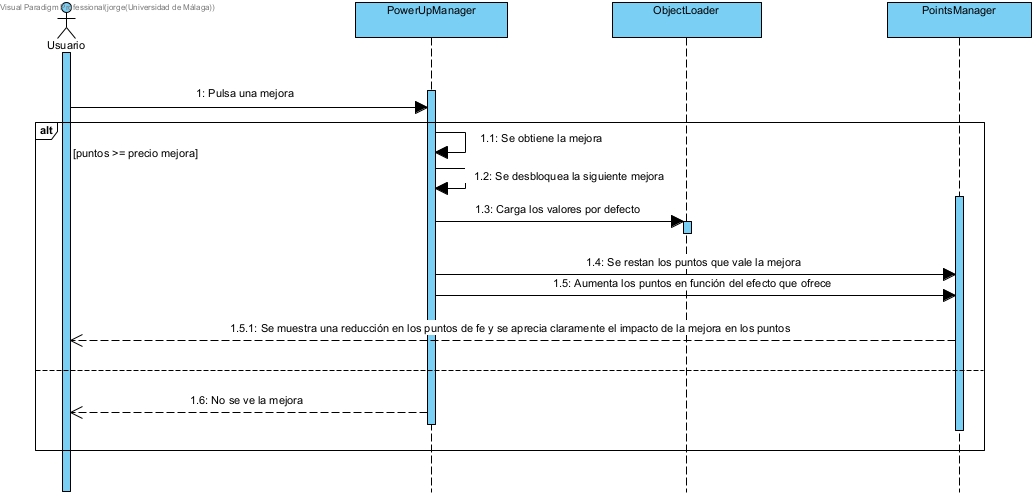 Visual Paradigm Professional(jorge(Universidad de Málaga))
Usuario
PowerUpManager
ObjectLoader
PointsManager
1: Pulsa una mejora
alt
[puntos >= precio mejora]
1.1: Se obtiene la mejora
1.2: Se desbloquea la siguiente mejora
1.3: Carga los valores por defecto
1.4: Se restan los puntos que vale la mejora
1.5: Aumenta los puntos en función del efecto que ofrece
1.5.1: Se muestra una reducción en los puntos de fe y se aprecia claramente el impacto de la mejora en los puntos
1.6: No se ve la mejora